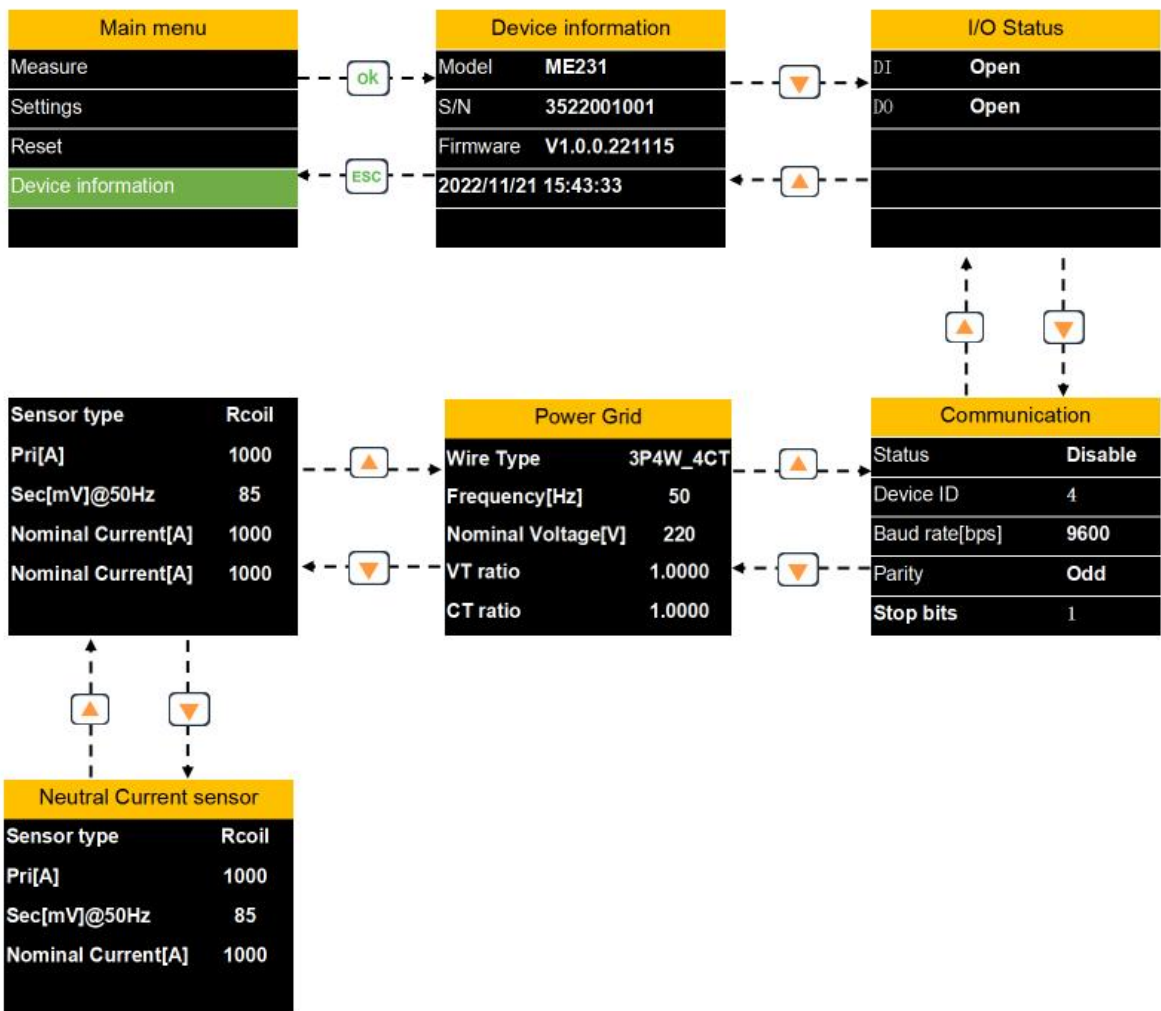 Main menu
Measure
Settings
Reset
Device information
ok
ESC
Device information
Model ME231
S/N 3522001001
Firmware V1.0.0.221115
2022/11/21 15:43:33
I/O Status
DI Open
DO Open
Sensor type Rcoil
Pri[A] 1000
Sec[mV]@50Hz 85
Nominal Current[A] 1000
Nominal Current[A] 1000
Power Grid
Wire Type 3P4W_4CT
Frequency[Hz] 50
Nominal Voltage[V] 220
VT ratio 1.0000
CT ratio 1.0000
Communication
Status Disable
Device ID 4
Baud rate[bps] 9600
Parity Odd
Stop bits 1
Neutral Current sensor
Sensor type Rcoil
Pri[A] 1000
Sec[mV]@50Hz 85
Nominal Current[A] 1000